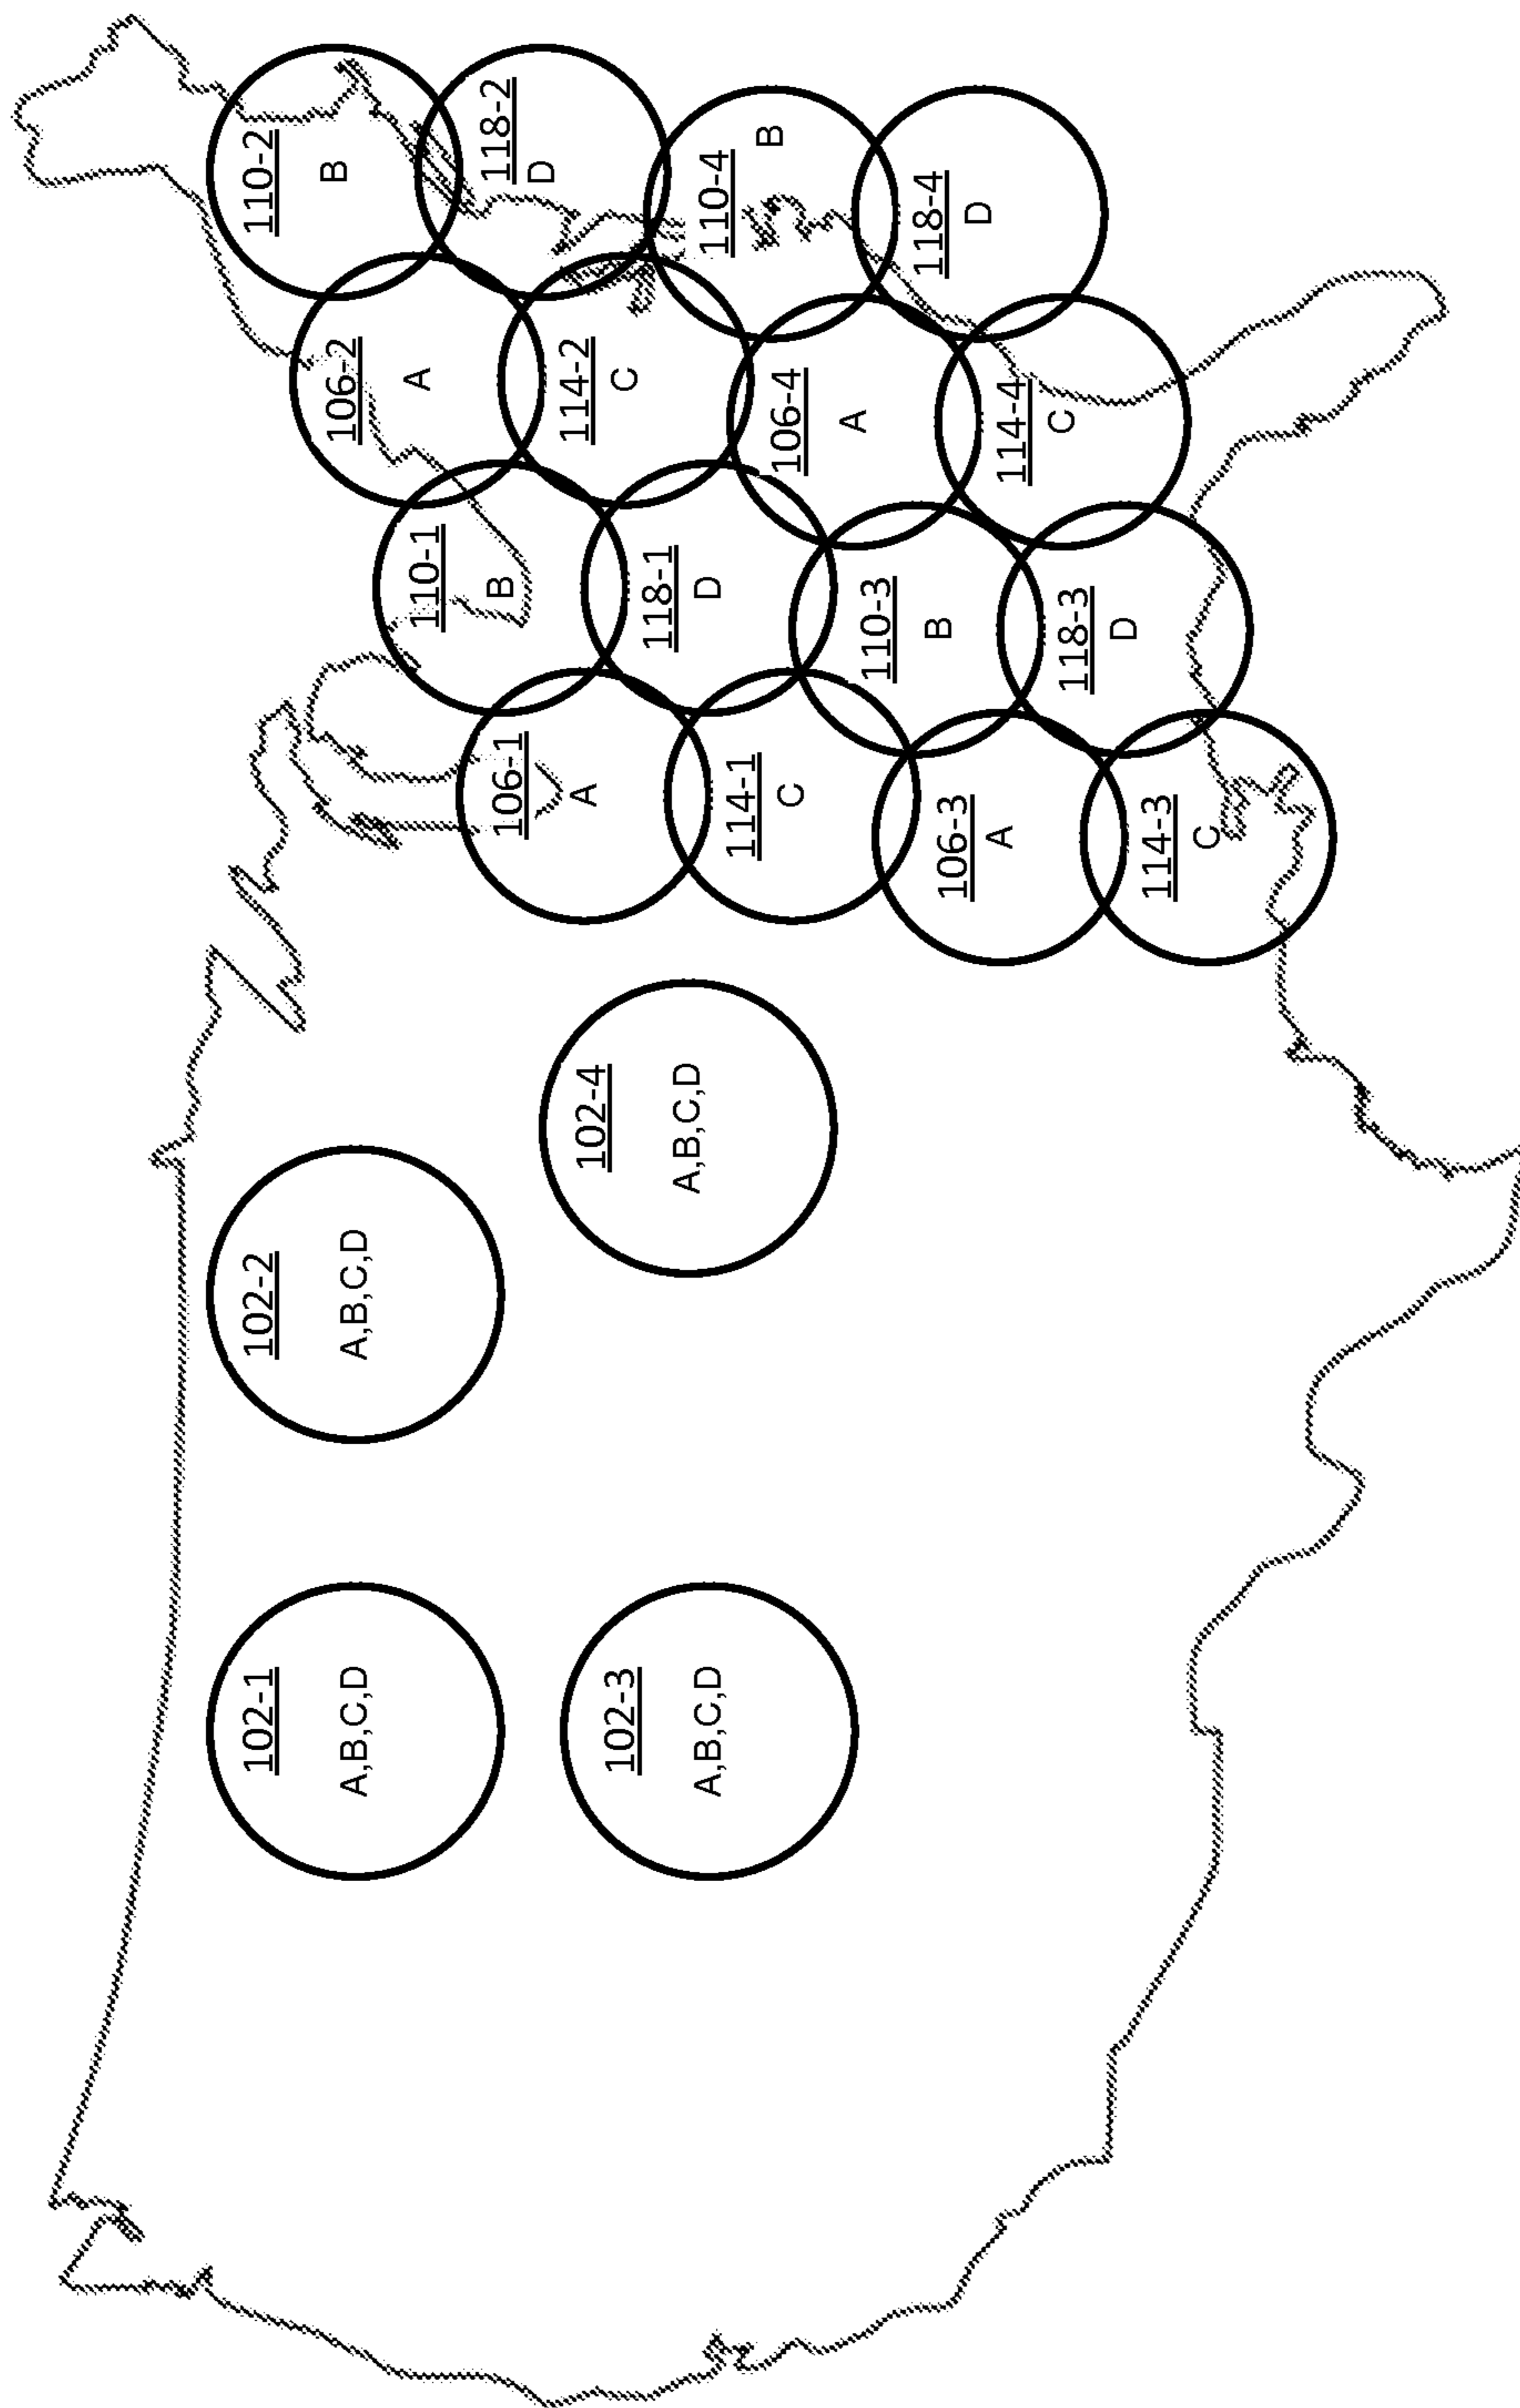 102-1
A,B,C,D
102-2
A,B,C,D
110-2
B
106-2
A
110-1
B
118-2
D
106-1
A
114-2
C
102-4
A,B,C,D
102-3
A,B,C,D
118-1
D
110-4
B
114-1
C
106-4
A
110-3
B
118-4
D
106-3
A
114-4
C
118-3
D
114-3
C